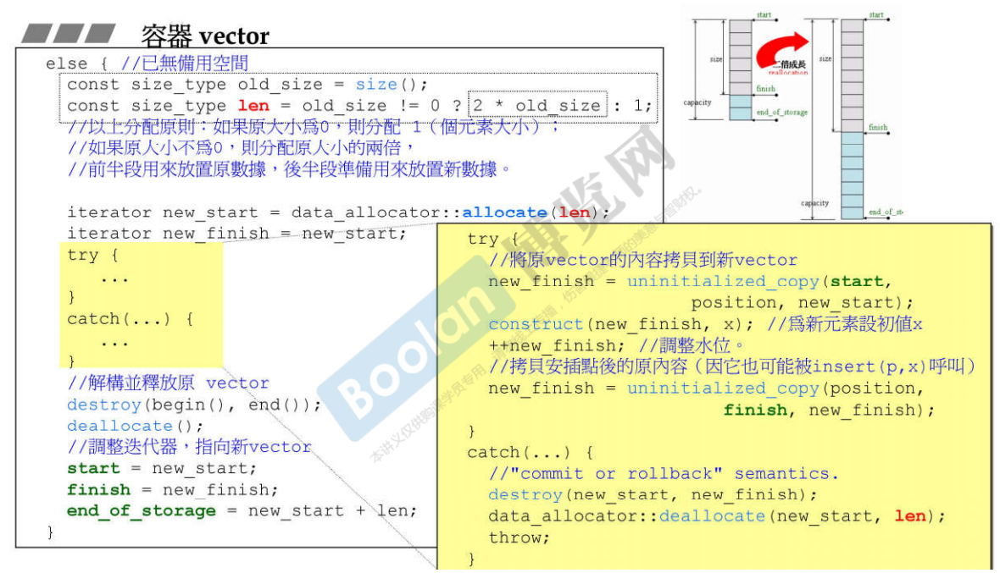 容器 vector
else { //已無備用空間
const size_type old_size = size();
const size_type len = old_size != 0 ? 2 * old_size : 1;
//以上分配原則：如果原大小爲0，則分配 1（個元素大小）；
//如果原大小不爲0，則分配原大小的兩倍，
//前半段用來放置原數據，後半段準備用來放置新數據。
iterator new_start = data_allocator::allocate(len);
iterator new_finish = new_start;
try {
...
}
catch(...) {
...
}
//解構並釋放原 vector
destroy(begin(), end());
deallocate();
//調整迭代器，指向新vector
start = new_start;
finish = new_finish;
end_of_storage = new_start + len;
}
try {
//將原vector的內容拷貝到新vector
new_finish = uninitialized_copy(start,
position, new_start);
construct(new_finish, x); //爲新元素設初值x
++new_finish; //調整水位。
//拷貝安插點後的原內容（因它也可能被insert(p,x)呼叫）
new_finish = uninitialized_copy(position,
finish, new_finish);
}
catch(...) {
//"commit or rollback" semantics.
destroy(new_start, new_finish);
data_allocator::deallocate(new_start, len);
throw;
}
start
size
finish
capacity
end_of_storage
二倍成長
reallocation
start
size
finish
capacity
end_of_st
Boolan 博览网